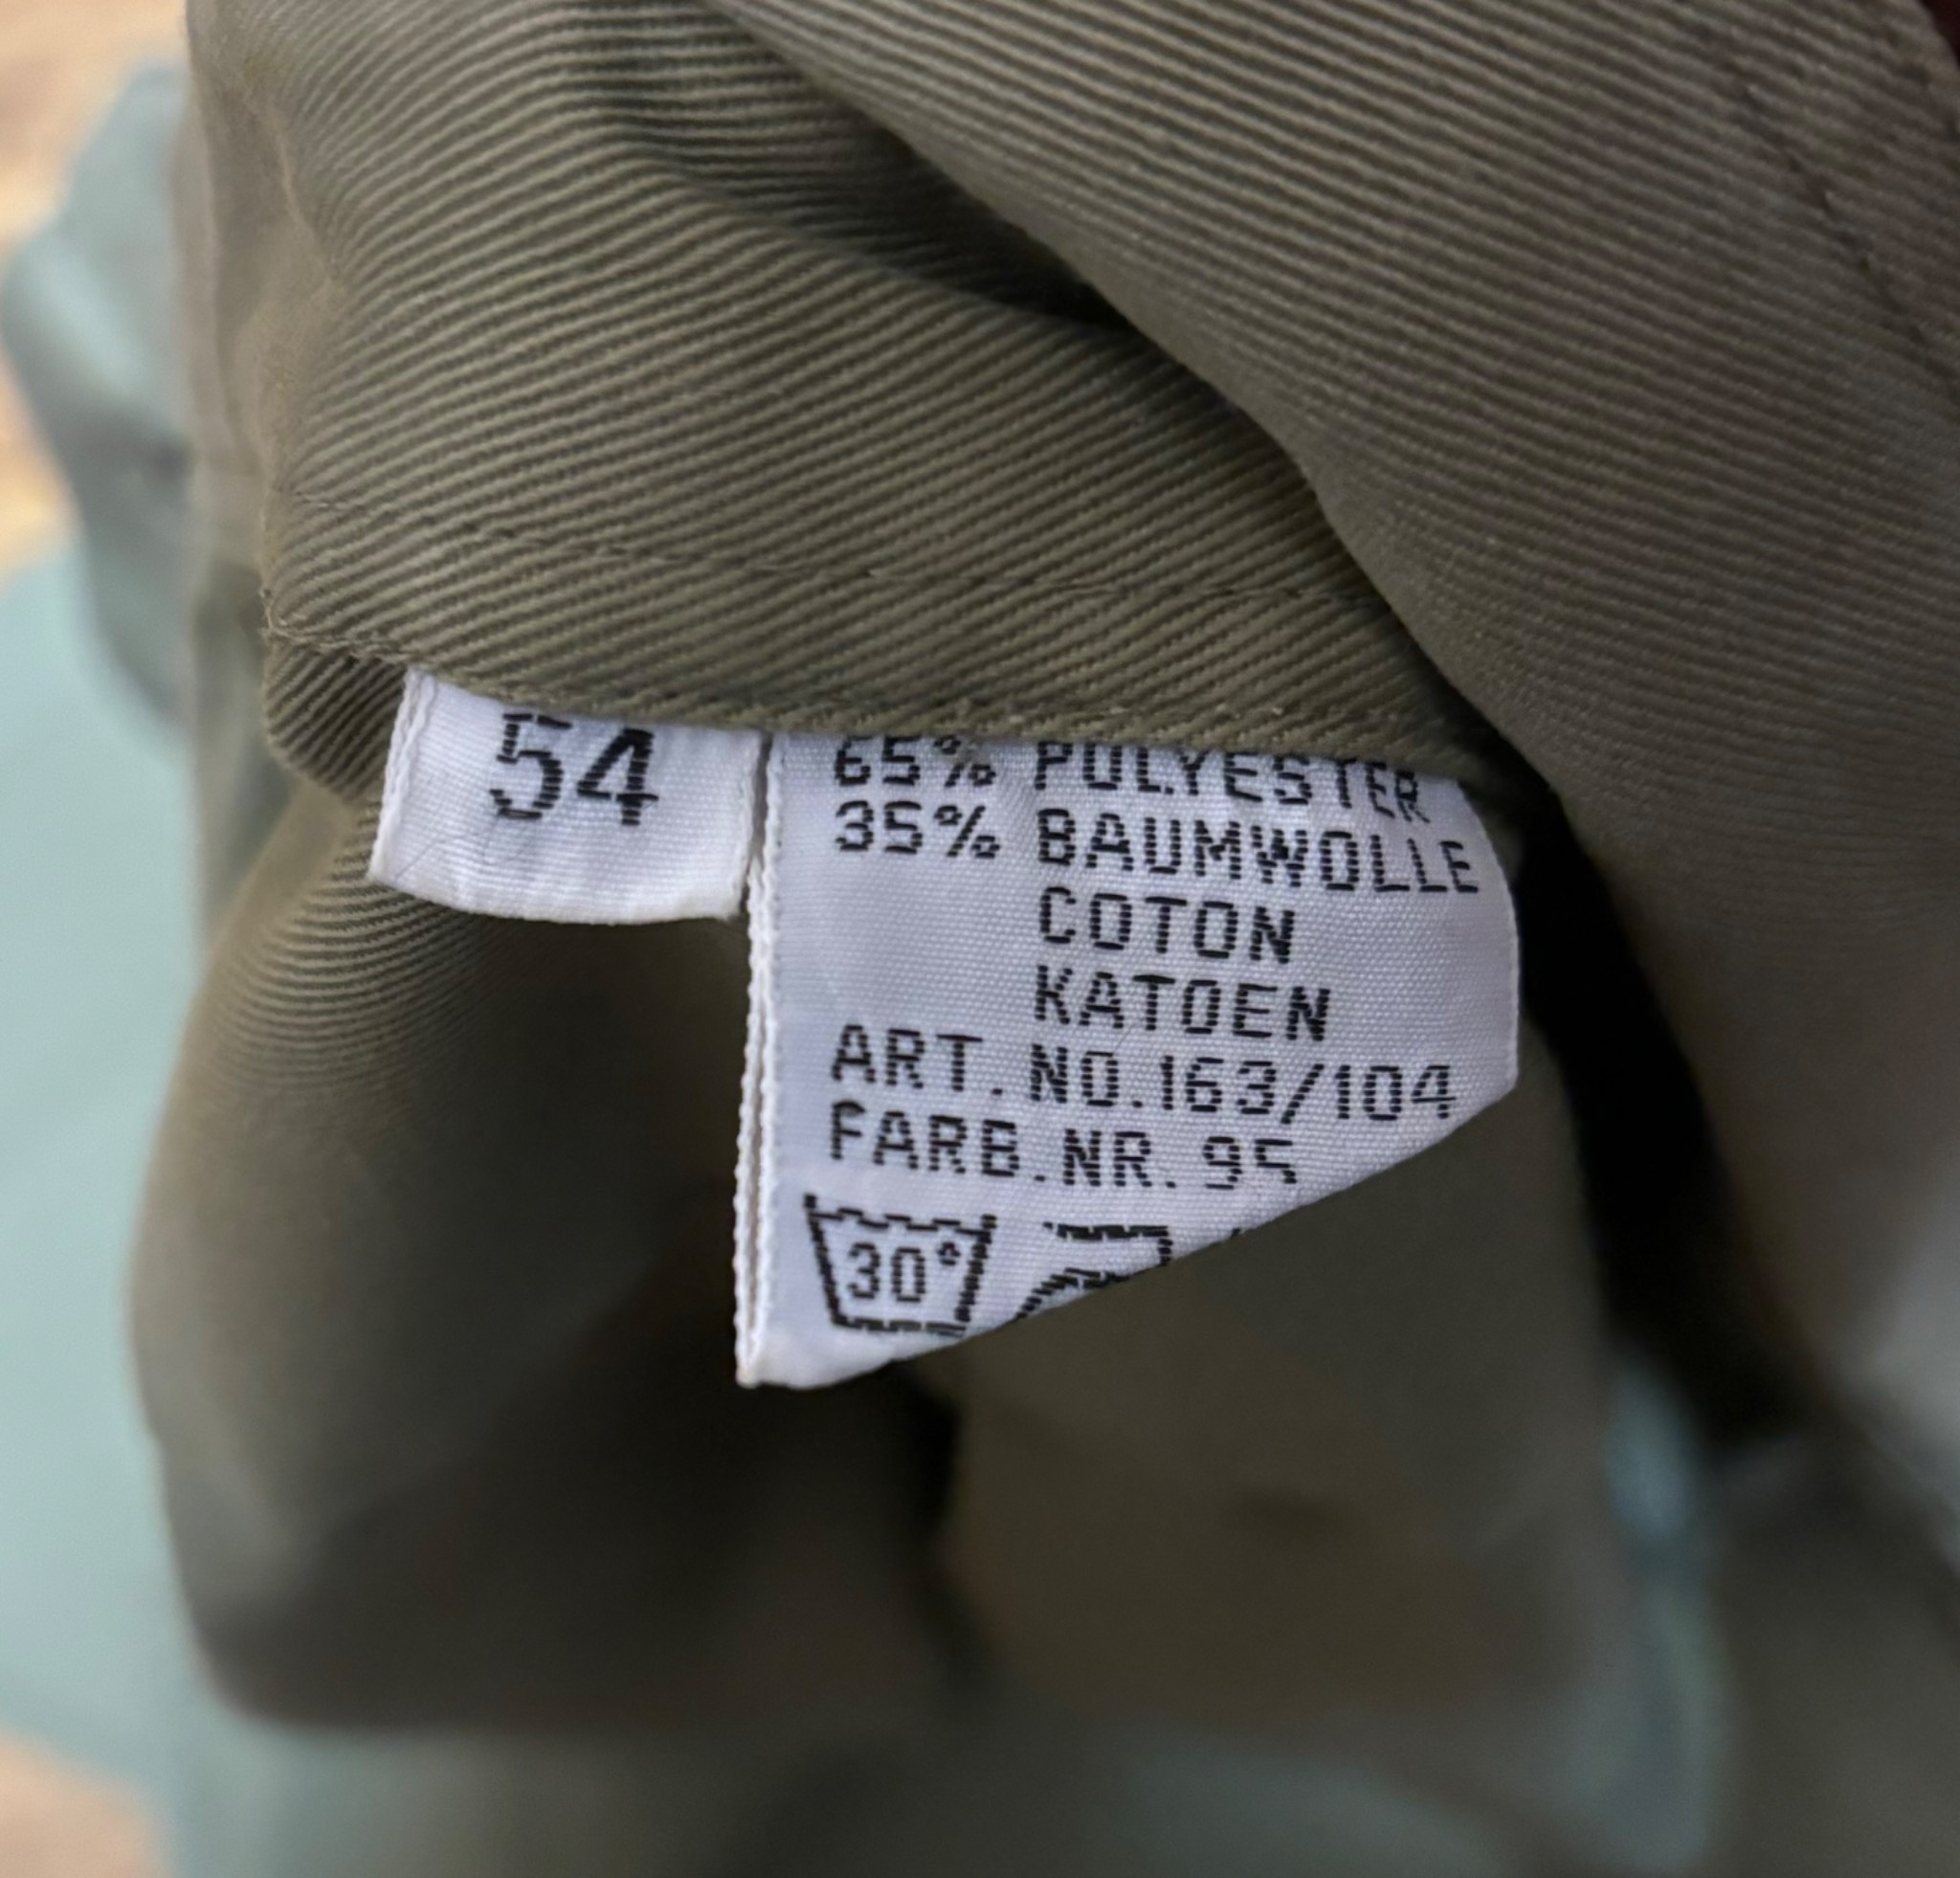 54
65% POLYESTER
35% BAUMWOLLE
COTON
KATOEN
ART. NO. 163/104
FARB. NR. 95
30°